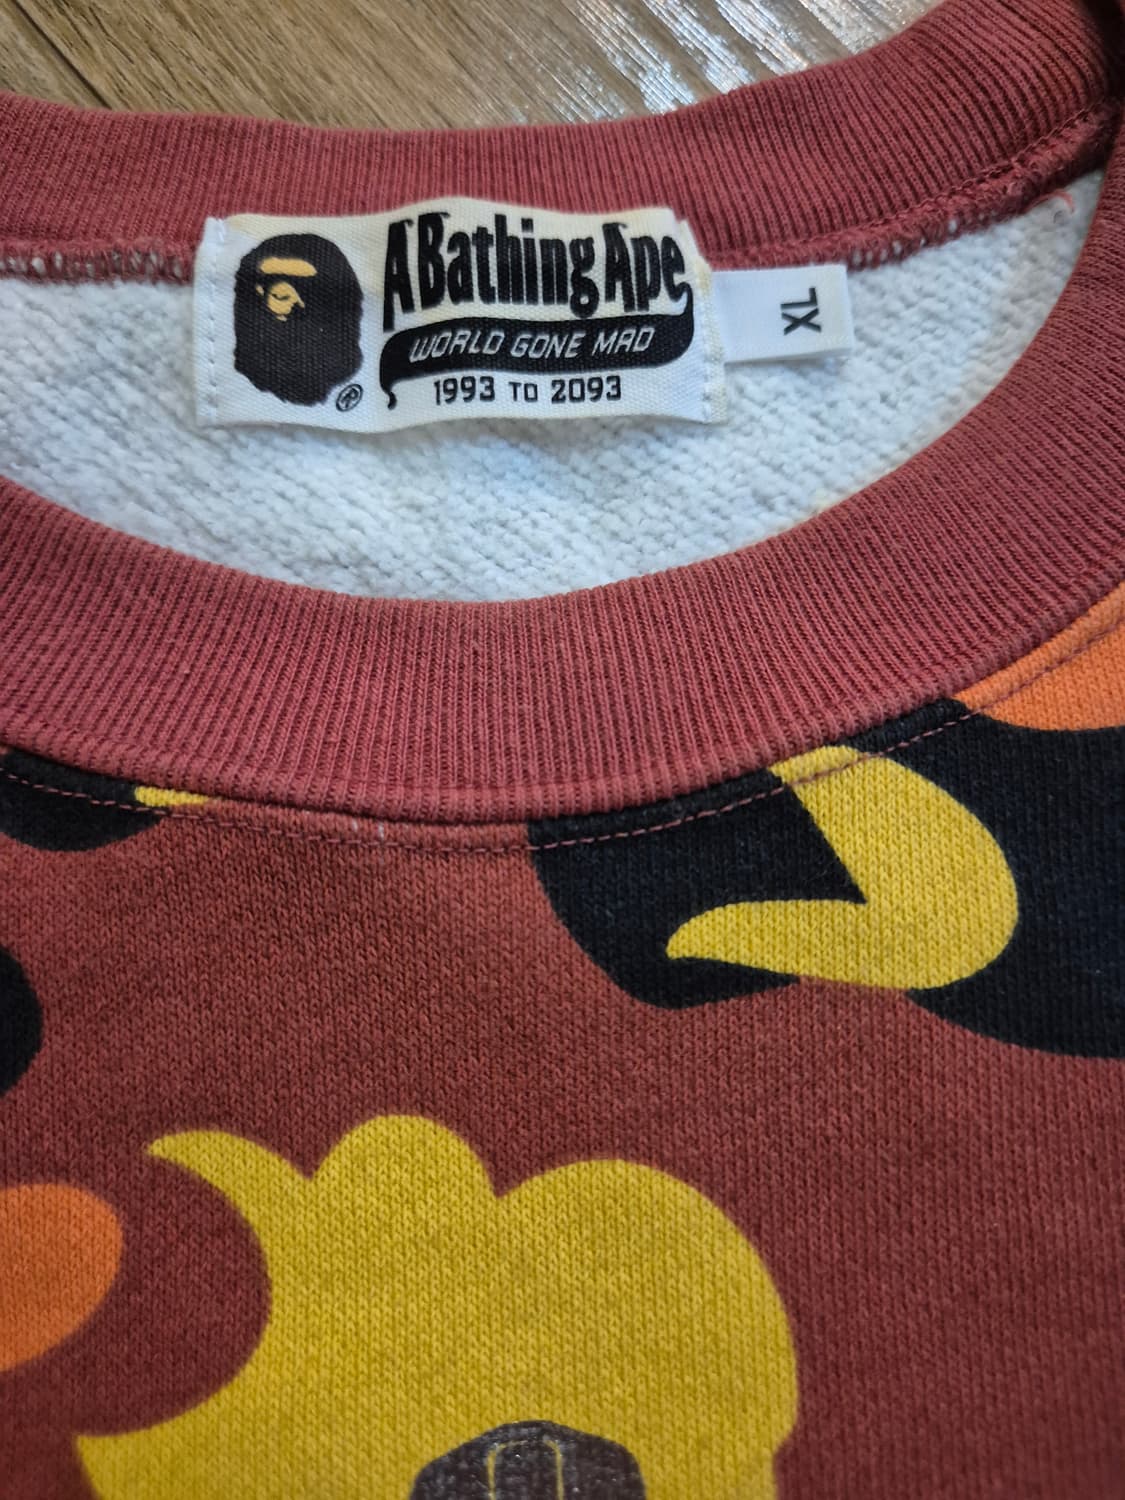 A Bathing Ape
WORLD GONE MAD
1993 TO 2093
®
XL